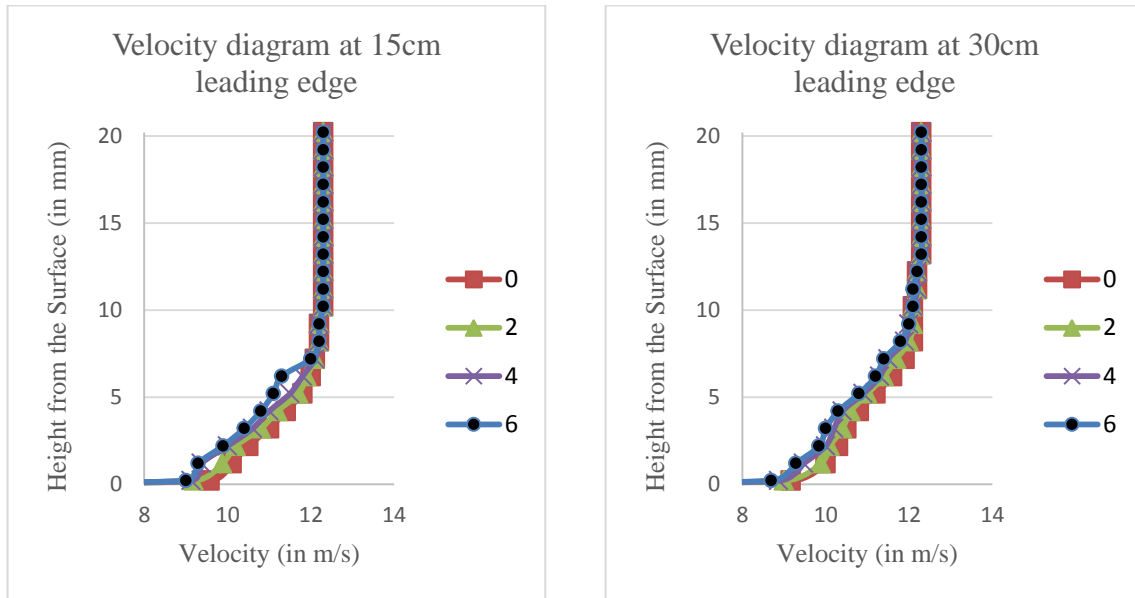 Velocity diagram at 15cm
leading edge
Height from the Surface (in mm)
20
15
10
5
0
8 10 12 14
Velocity (in m/s)
0
2
4
6
Velocity diagram at 30cm
leading edge
Height from the Surface (in mm)
20
15
10
5
0
8 10 12 14
Velocity (in m/s)
0
2
4
6